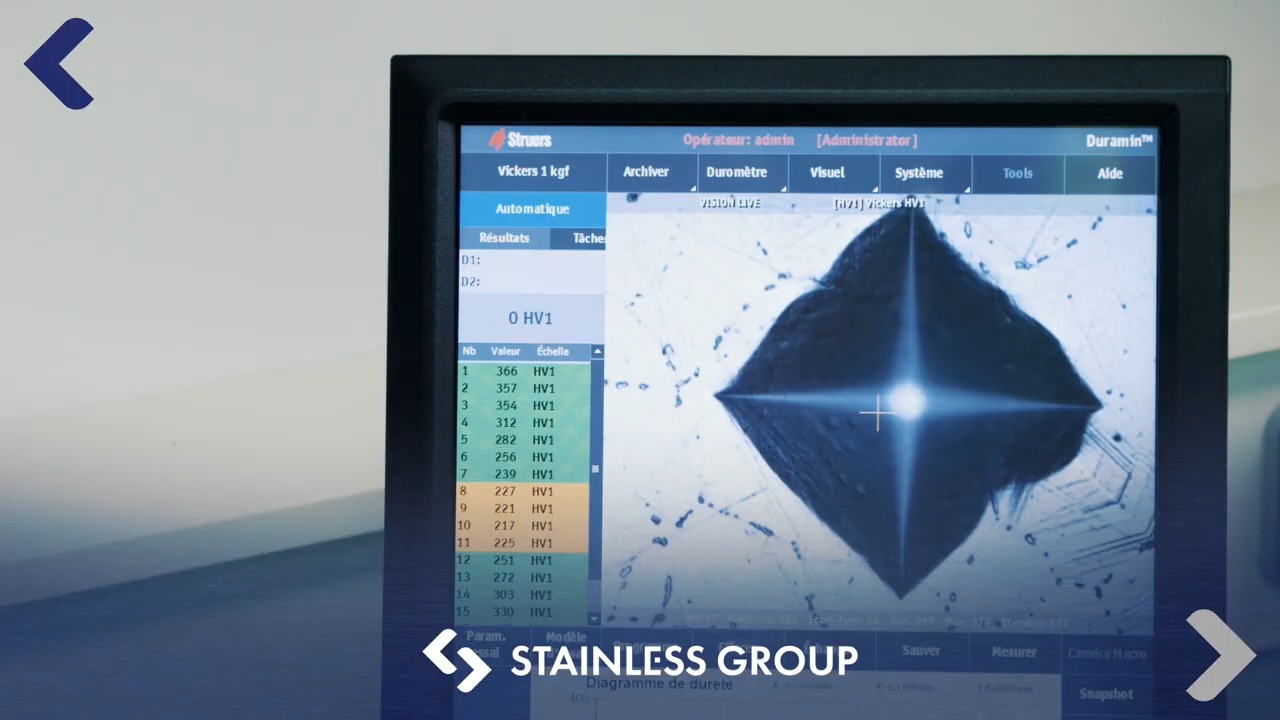 Struers
Opérateur: admin [Administrator]
Duramin™
Vickers 1 kgf
Archiver
Duromètre
Visuel
Système
Tools
Aide
Automatique
VISION LIVE
[HV1] Vickers HV1
Résultats
Tâches
D1:
D2:
0 HV1
Nb Valeur Échelle
1 366 HV1
2 357 HV1
3 354 HV1
4 312 HV1
5 282 HV1
6 256 HV1
7 239 HV1
8 227 HV1
9 221 HV1
10 217 HV1
11 225 HV1
12 251 HV1
13 272 HV1
14 303 HV1
15 330 HV1
Param.
Modèle
Sauver
Mesurer
Caméra Macro
STAINLESS GROUP
Diagramme de dureté
Snapshot
400